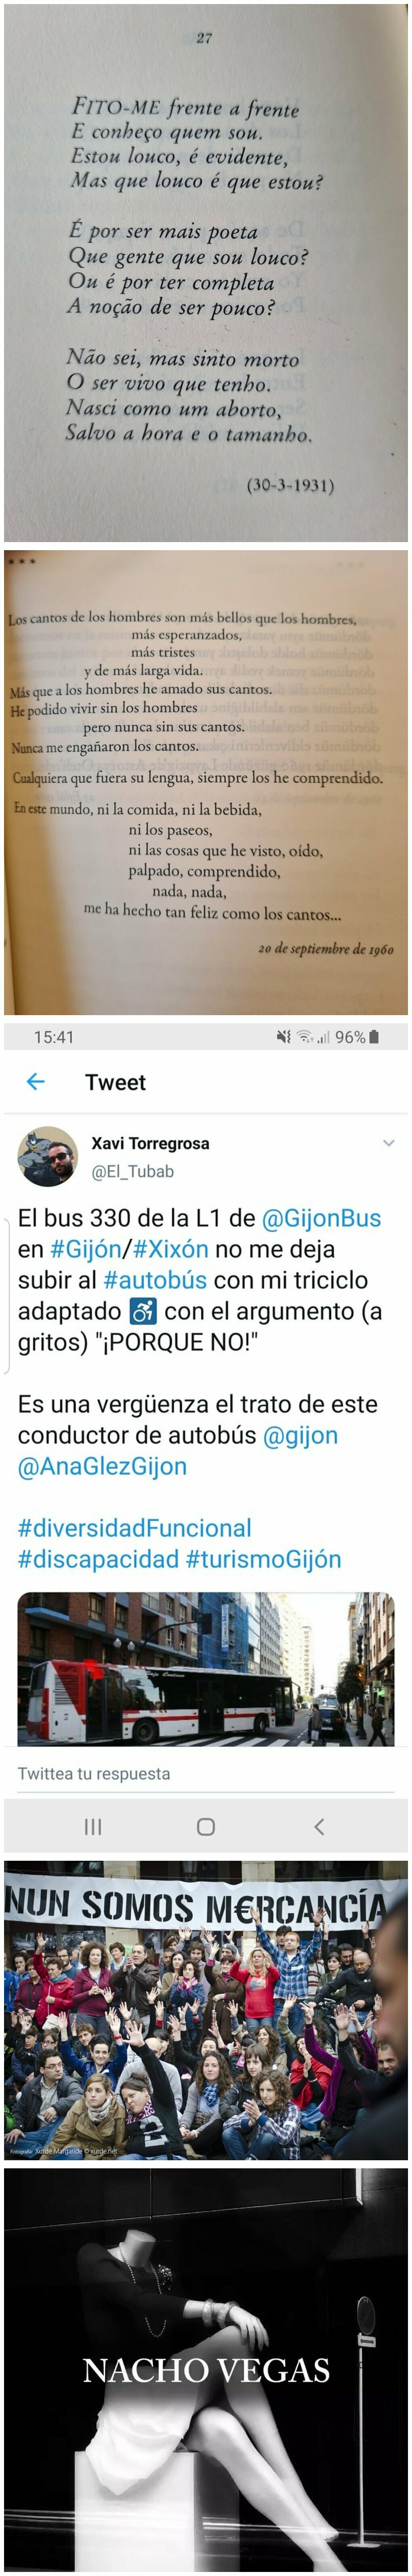 27
FITO-ME frente a frente
E conheço quem sou.
Estou louco, é evidente,
Mas que louco é que estou?
É por ser mais poeta
Que gente que sou louco?
Ou é por ter completa
A noção de ser pouco?
Não sei, mas sinto morto
O ser vivo que tenho.
Nasci como um aborto,
Salvo a hora e o tamanho.
(30-3-1931)
* * *
Los cantos de los hombres son más bellos que los hombres,
más esperanzados,
más tristes
y de más larga vida.
Más que a los hombres he amado sus cantos.
He podido vivir sin los hombres
pero nunca sin sus cantos.
Nunca me engañaron los cantos.
Cualquiera que fuera su lengua, siempre los he comprendido.
En este mundo, ni la comida, ni la bebida,
ni los paseos,
ni las cosas que he visto, oído,
palpado, comprendido,
nada, nada,
me ha hecho tan feliz como los cantos...
20 de septiembre de 1960
15:41
96%
Tweet
Xavi Torregrosa
@El_Tubab
El bus 330 de la L1 de @GijonBus
en #Gijón/#Xixón no me deja
subir al #autobús con mi triciclo
adaptado ♿ con el argumento (a
gritos) "¡PORQUE NO!"
Es una vergüenza el trato de este
conductor de autobús @gijon
@AnaGlezGijon
#diversidadFuncional
#discapacidad #turismoGijón
Twittea tu respuesta
NUN SOMOS M€RCANCÍA
Fotografía: Xurde Margaride © xurde.net
NACHO VEGAS